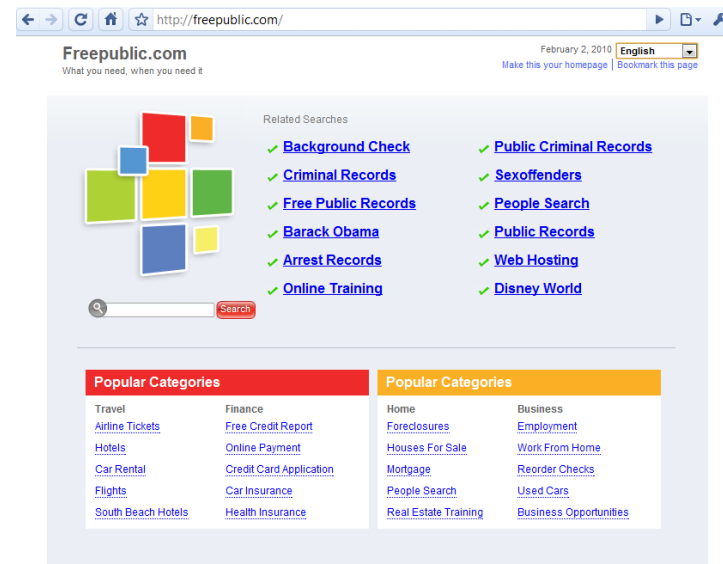 http://freepublic.com/
Freepublic.com
What you need, when you need it
February 2, 2010 English
Make this your homepage | Bookmark this page
Related Searches
Background Check
Public Criminal Records
Criminal Records
Sexoffenders
Free Public Records
People Search
Barack Obama
Public Records
Arrest Records
Web Hosting
Online Training
Disney World
Search
Popular Categories
Travel Finance
Airline Tickets Free Credit Report
Hotels Online Payment
Car Rental Credit Card Application
Flights Car Insurance
South Beach Hotels Health Insurance
Popular Categories
Home Business
Foreclosures Employment
Houses For Sale Work From Home
Mortgage Reorder Checks
People Search Used Cars
Real Estate Training Business Opportunities